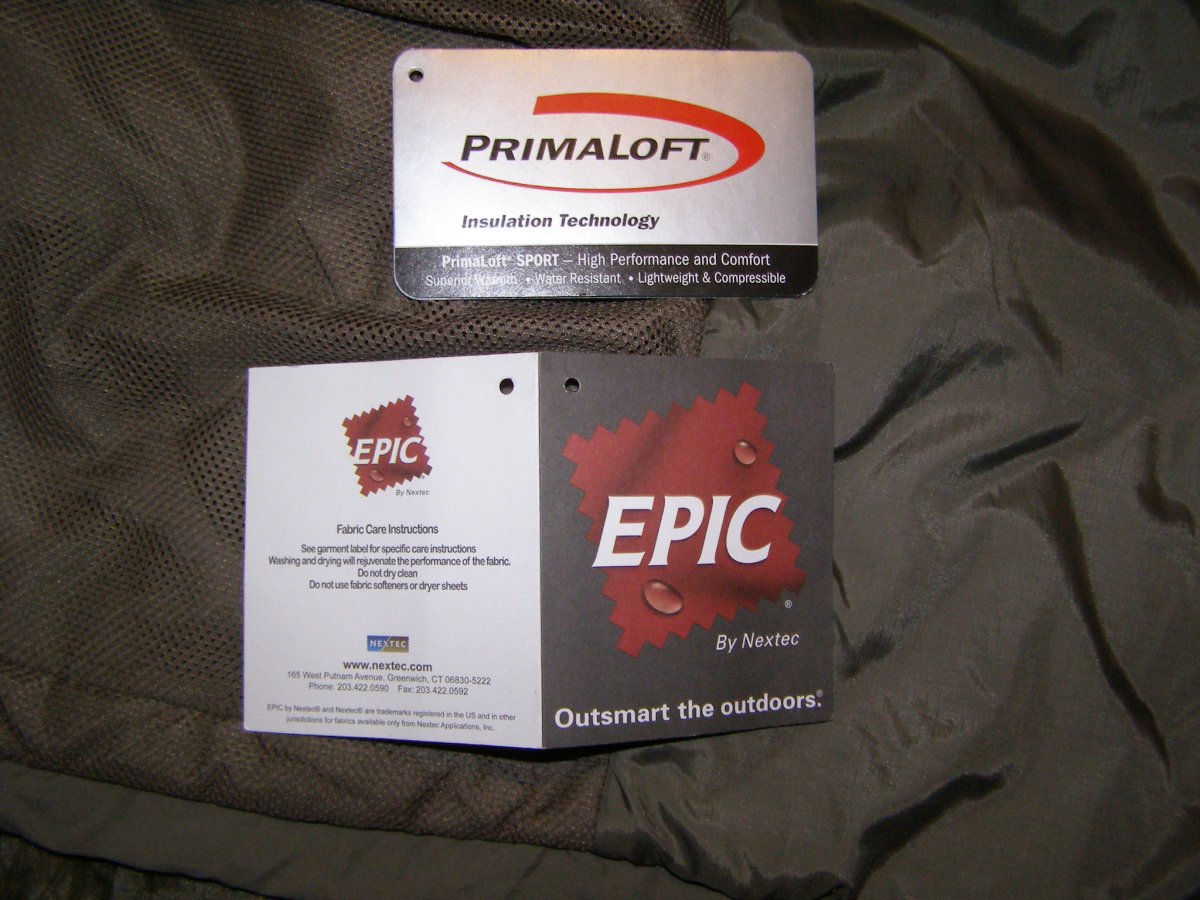 PRIMALOFT®
Insulation Technology
PrimaLoft® SPORT — High Performance and Comfort
Superior Warmth • Water Resistant • Lightweight & Compressible
EPIC
By Nextec
Fabric Care Instructions
See garment label for specific care instructions
Washing and drying will rejuvenate the performance of the fabric.
Do not dry clean
Do not use fabric softeners or dryer sheets
NEXTEC
www.nextec.com
165 West Putnam Avenue, Greenwich, CT 06830-5222
Phone: 203.422.0590 Fax: 203.422.0592
EPIC by Nextec® and Nextec® are trademarks registered in the US and in other
jurisdictions for fabrics available only from Nextec Applications, Inc.
EPIC®
By Nextec
Outsmart the outdoors.®